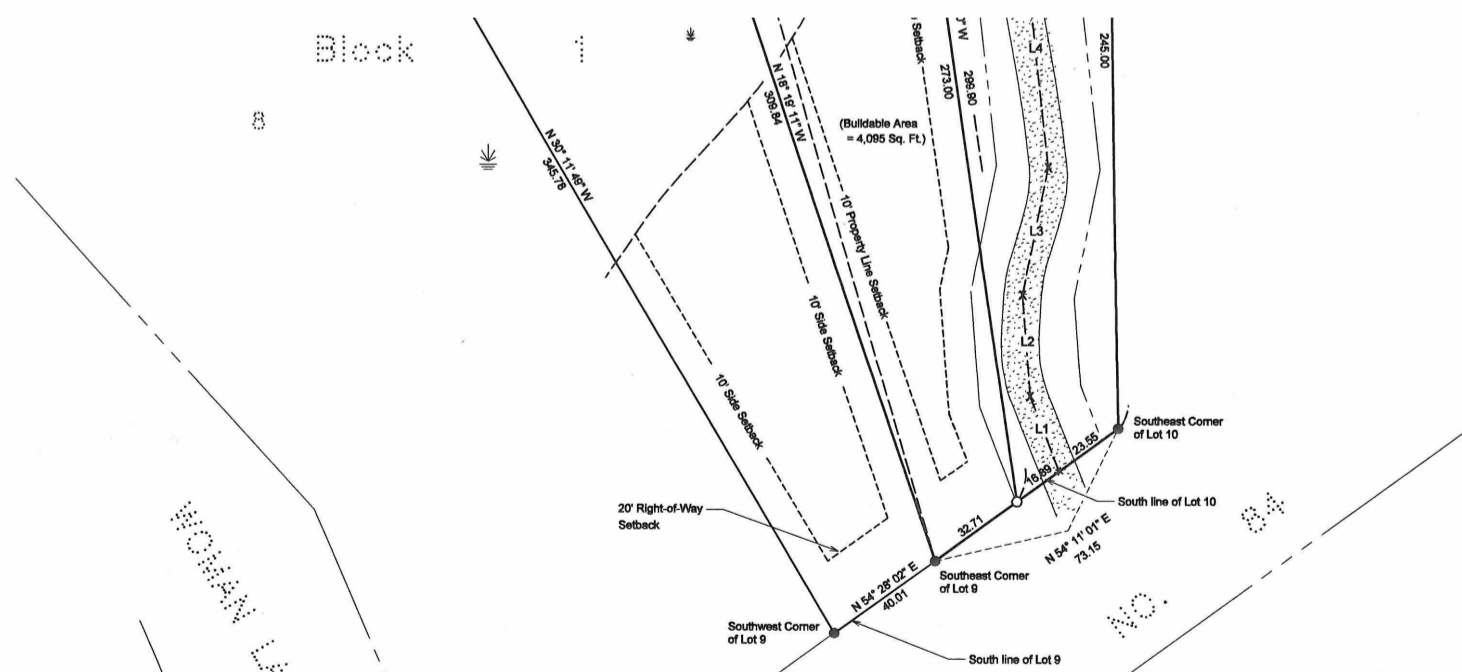 Block 1
8
N 30° 11' 49" W
345.78
N 18° 19' 11" W
309.84
Setback
(Buildable Area
= 4,095 Sq. Ft.)
" W
273.00
299.90
L4
245.00
10' Property Line Setback
L3
10' Side Setback
L2
10' Side Setback
L1
23.55
16.89
Southeast Corner
of Lot 10
South line of Lot 10
20' Right-of-Way
Setback
32.71
N 54° 11' 01" E
73.15
84
NO.
Southeast Corner
of Lot 9
N 54° 28' 02" E
40.01
Southwest Corner
of Lot 9
South line of Lot 9
WOMAN